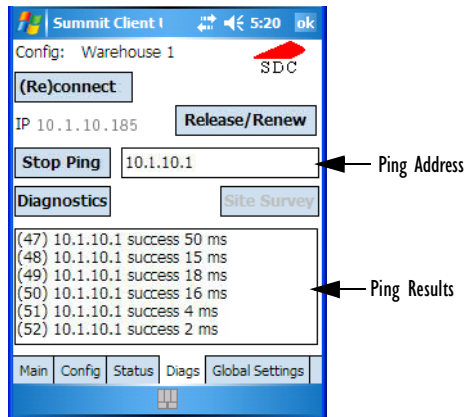 Summit Client U 5:20 ok
Config: Warehouse 1
SDC
(Re)connect
IP 10.1.10.185 Release/Renew
Stop Ping 10.1.10.1 Ping Address
Diagnostics Site Survey
(47) 10.1.10.1 success 50 ms
(48) 10.1.10.1 success 15 ms
(49) 10.1.10.1 success 18 ms
(50) 10.1.10.1 success 16 ms
(51) 10.1.10.1 success 4 ms
(52) 10.1.10.1 success 2 ms
Ping Results
Main Config Status Diags Global Settings